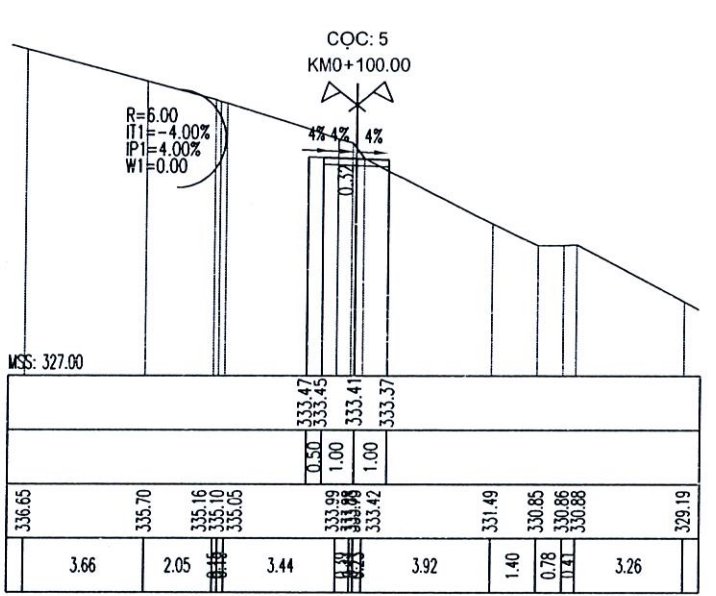 CỌC: 5
KM0+100.00
R=6.00
IT1=-4.00%
IP1=4.00%
W1=0.00
4% 4% 4%
0.32
MSS: 327.00
333.47 333.45 333.41 333.37
0.50 1.00 1.00
336.65 335.70 335.16 335.10 335.05 333.99 333.42 331.49 330.85 330.86 330.88 329.19
3.66 2.05 3.44 3.92 1.40 0.78 0.41 3.26